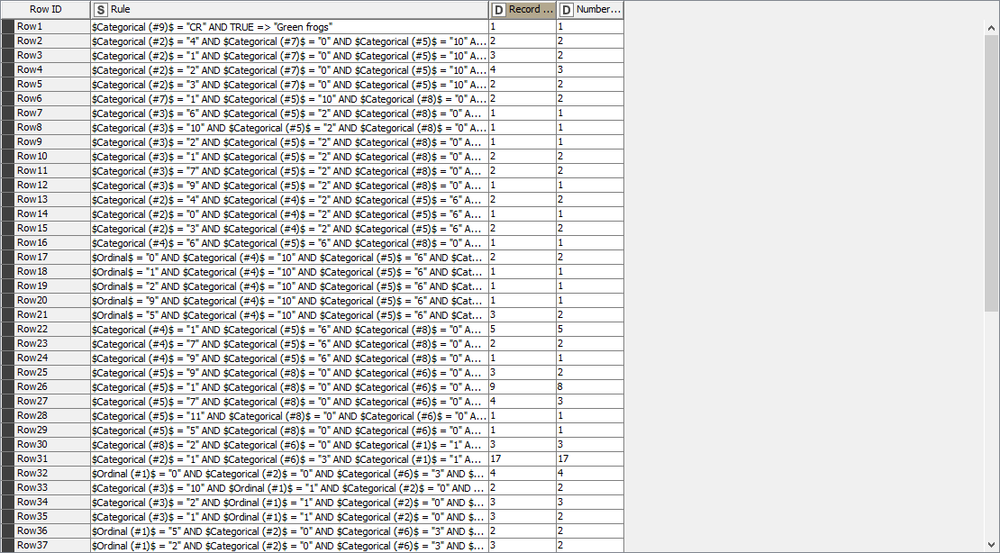 Row ID S Rule D Record ... D Number...
Row1 $Categorical (#9)$ = "CR" AND TRUE => "Green frogs" 1 1
Row2 $Categorical (#2)$ = "4" AND $Categorical (#7)$ = "0" AND $Categorical (#5)$ = "10" A... 2 2
Row3 $Categorical (#2)$ = "1" AND $Categorical (#7)$ = "0" AND $Categorical (#5)$ = "10" A... 3 2
Row4 $Categorical (#2)$ = "2" AND $Categorical (#7)$ = "0" AND $Categorical (#5)$ = "10" A... 4 3
Row5 $Categorical (#2)$ = "3" AND $Categorical (#7)$ = "0" AND $Categorical (#5)$ = "10" A... 2 2
Row6 $Categorical (#7)$ = "1" AND $Categorical (#5)$ = "10" AND $Categorical (#8)$ = "0" A... 2 2
Row7 $Categorical (#3)$ = "6" AND $Categorical (#5)$ = "2" AND $Categorical (#8)$ = "0" A... 1 1
Row8 $Categorical (#3)$ = "10" AND $Categorical (#5)$ = "2" AND $Categorical (#8)$ = "0" A... 1 1
Row9 $Categorical (#3)$ = "2" AND $Categorical (#5)$ = "2" AND $Categorical (#8)$ = "0" A... 1 1
Row10 $Categorical (#3)$ = "1" AND $Categorical (#5)$ = "2" AND $Categorical (#8)$ = "0" A... 2 2
Row11 $Categorical (#3)$ = "7" AND $Categorical (#5)$ = "2" AND $Categorical (#8)$ = "0" A... 2 2
Row12 $Categorical (#3)$ = "9" AND $Categorical (#5)$ = "2" AND $Categorical (#8)$ = "0" A... 1 1
Row13 $Categorical (#2)$ = "4" AND $Categorical (#4)$ = "2" AND $Categorical (#5)$ = "6" A... 2 2
Row14 $Categorical (#2)$ = "0" AND $Categorical (#4)$ = "2" AND $Categorical (#5)$ = "6" A... 1 1
Row15 $Categorical (#2)$ = "3" AND $Categorical (#4)$ = "2" AND $Categorical (#5)$ = "6" A... 2 2
Row16 $Categorical (#4)$ = "6" AND $Categorical (#5)$ = "6" AND $Categorical (#8)$ = "0" A... 1 1
Row17 $Ordinal$ = "0" AND $Categorical (#4)$ = "10" AND $Categorical (#5)$ = "6" AND $Cat... 2 2
Row18 $Ordinal$ = "1" AND $Categorical (#4)$ = "10" AND $Categorical (#5)$ = "6" AND $Cat... 1 1
Row19 $Ordinal$ = "2" AND $Categorical (#4)$ = "10" AND $Categorical (#5)$ = "6" AND $Cat... 1 1
Row20 $Ordinal$ = "9" AND $Categorical (#4)$ = "10" AND $Categorical (#5)$ = "6" AND $Cat... 1 1
Row21 $Ordinal$ = "5" AND $Categorical (#4)$ = "10" AND $Categorical (#5)$ = "6" AND $Cat... 3 2
Row22 $Categorical (#4)$ = "1" AND $Categorical (#5)$ = "6" AND $Categorical (#8)$ = "0" A... 5 5
Row23 $Categorical (#4)$ = "7" AND $Categorical (#5)$ = "6" AND $Categorical (#8)$ = "0" A... 2 2
Row24 $Categorical (#4)$ = "9" AND $Categorical (#5)$ = "6" AND $Categorical (#8)$ = "0" A... 1 1
Row25 $Categorical (#5)$ = "9" AND $Categorical (#8)$ = "0" AND $Categorical (#6)$ = "0" A... 3 2
Row26 $Categorical (#5)$ = "1" AND $Categorical (#8)$ = "0" AND $Categorical (#6)$ = "0" A... 9 8
Row27 $Categorical (#5)$ = "7" AND $Categorical (#8)$ = "0" AND $Categorical (#6)$ = "0" A... 4 3
Row28 $Categorical (#5)$ = "11" AND $Categorical (#8)$ = "0" AND $Categorical (#6)$ = "0" A... 1 1
Row29 $Categorical (#5)$ = "5" AND $Categorical (#8)$ = "0" AND $Categorical (#6)$ = "0" A... 1 1
Row30 $Categorical (#8)$ = "2" AND $Categorical (#6)$ = "0" AND $Categorical (#1)$ = "1" A... 3 3
Row31 $Categorical (#2)$ = "1" AND $Categorical (#6)$ = "3" AND $Categorical (#1)$ = "1" A... 17 17
Row32 $Ordinal (#1)$ = "0" AND $Categorical (#2)$ = "0" AND $Categorical (#6)$ = "3" AND $... 4 4
Row33 $Categorical (#3)$ = "10" AND $Ordinal (#1)$ = "1" AND $Categorical (#2)$ = "0" AND ... 2 2
Row34 $Categorical (#3)$ = "2" AND $Ordinal (#1)$ = "1" AND $Categorical (#2)$ = "0" AND $... 3 3
Row35 $Categorical (#3)$ = "1" AND $Ordinal (#1)$ = "1" AND $Categorical (#2)$ = "0" AND $... 3 2
Row36 $Ordinal (#1)$ = "5" AND $Categorical (#2)$ = "0" AND $Categorical (#6)$ = "3" AND $... 2 2
Row37 $Ordinal (#1)$ = "2" AND $Categorical (#2)$ = "0" AND $Categorical (#6)$ = "3" AND $... 3 2